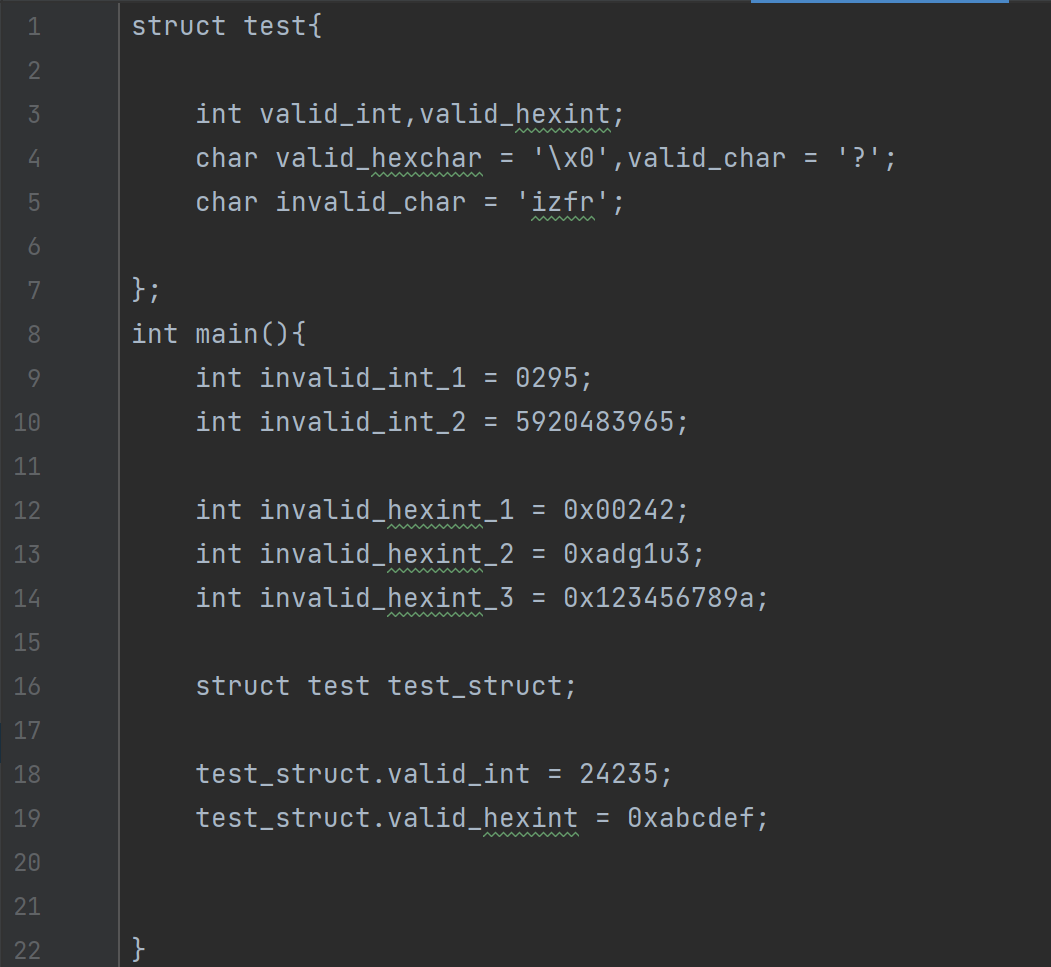 1 struct test{
2
3 int valid_int,valid_hexint;
4 char valid_hexchar = '\x0',valid_char = '?';
5 char invalid_char = 'izfr';
6
7 };
8 int main(){
9 int invalid_int_1 = 0295;
10 int invalid_int_2 = 5920483965;
11
12 int invalid_hexint_1 = 0x00242;
13 int invalid_hexint_2 = 0xadg1u3;
14 int invalid_hexint_3 = 0x123456789a;
15
16 struct test test_struct;
17
18 test_struct.valid_int = 24235;
19 test_struct.valid_hexint = 0xabcdef;
20
21
22 }